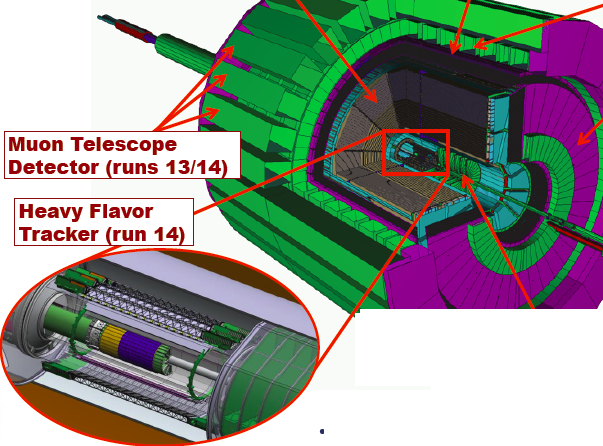 Muon Telescope
Detector (runs 13/14)
Heavy Flavor
Tracker (run 14)